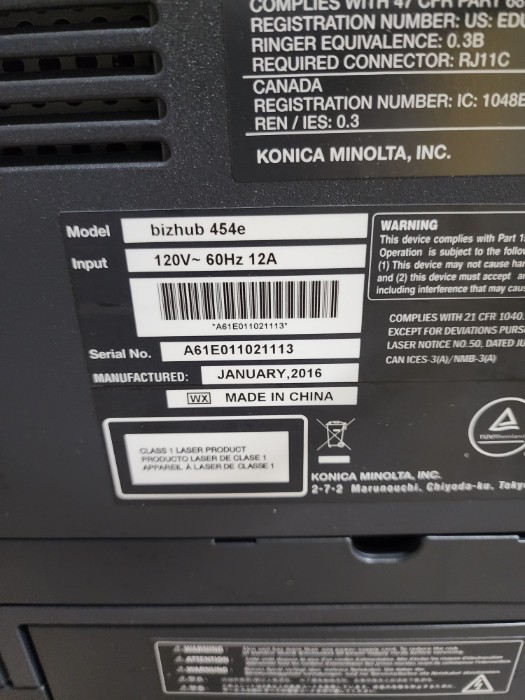 COMPLIES WITH 47 CFR PART 68
REGISTRATION NUMBER: US: EDU
RINGER EQUIVALENCE: 0.3B
REQUIRED CONNECTOR: RJ11C
CANADA
REGISTRATION NUMBER: IC: 1048E
REN / IES: 0.3
KONICA MINOLTA, INC.
Model bizhub 454e
Input 120V~ 60Hz 12A
*A61E011021113*
Serial No. A61E011021113
MANUFACTURED: JANUARY,2016
WX MADE IN CHINA
WARNING
This device complies with Part 1
Operation is subject to the follow
(1) This device may not cause har
and (2) this device must accept a
including interference that may caus
COMPLIES WITH 21 CFR 1040.
EXCEPT FOR DEVIATIONS PURS
LASER NOTICE NO.50, DATED JU
CAN ICES-3(A)/NMB-3(A)
CLASS 1 LASER PRODUCT
PRODUCTO LASER DE CLASE 1
APPAREIL À LASER DE CLASSE 1
KONICA MINOLTA, INC.
2-7-2 Marunouchi, Chiyoda-ku, Toky
WARNING
ATTENTION
WARNUNG